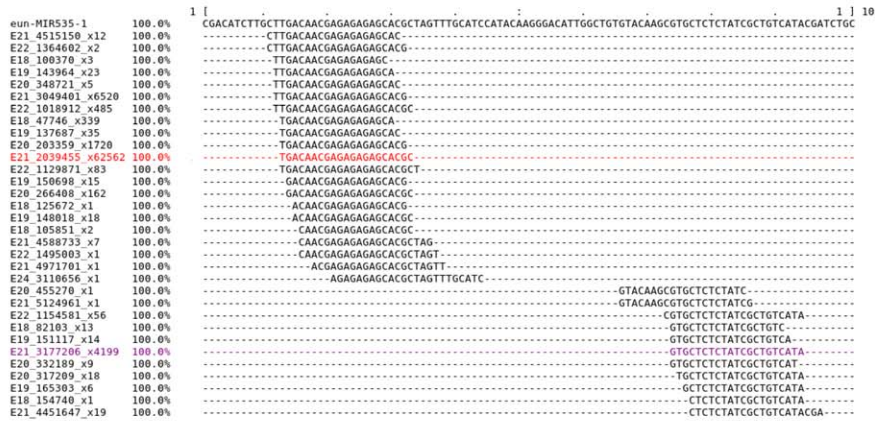 1 [ . . . . : . . . . 1 ] 10
eun-MIR535-1 100.0% CGACATCTTGCTTGACAACGAGAGAGAGCACGCTAGTTTGCATCCATACAAGGGACATTGGCTGTGTACAAGCGTGCTCTCTATCGCTGTCATACGATCTGC
E21_4515150_x12 100.0% ----------CTTGACAACGAGAGAGAGCAC-----------------------------------------------------------------------
E22_1364602_x2 100.0% ----------CTTGACAACGAGAGAGAGCACG----------------------------------------------------------------------
E18_100370_x3 100.0% -----------TTGACAACGAGAGAGAGC-------------------------------------------------------------------------
E19_143964_x23 100.0% -----------TTGACAACGAGAGAGAGCA------------------------------------------------------------------------
E20_348721_x5 100.0% -----------TTGACAACGAGAGAGAGCAC-----------------------------------------------------------------------
E21_3049401_x6520 100.0% -----------TTGACAACGAGAGAGAGCACG----------------------------------------------------------------------
E22_1018912_x485 100.0% -----------TTGACAACGAGAGAGAGCACGC---------------------------------------------------------------------
E18_47746_x339 100.0% ------------TGACAACGAGAGAGAGCA------------------------------------------------------------------------
E19_137687_x35 100.0% ------------TGACAACGAGAGAGAGCAC-----------------------------------------------------------------------
E20_203359_x1720 100.0% ------------TGACAACGAGAGAGAGCACG----------------------------------------------------------------------
E21_2039455_x62562 100.0% ------------TGACAACGAGAGAGAGCACGC---------------------------------------------------------------------
E22_1129871_x83 100.0% ------------TGACAACGAGAGAGAGCACGCT--------------------------------------------------------------------
E19_150698_x15 100.0% -------------GACAACGAGAGAGAGCACG----------------------------------------------------------------------
E20_266408_x162 100.0% -------------GACAACGAGAGAGAGCACGC---------------------------------------------------------------------
E18_125672_x1 100.0% --------------ACAACGAGAGAGAGCACG----------------------------------------------------------------------
E19_148018_x18 100.0% --------------ACAACGAGAGAGAGCACGC---------------------------------------------------------------------
E18_105851_x2 100.0% ---------------CAACGAGAGAGAGCACGC---------------------------------------------------------------------
E21_4588733_x7 100.0% ---------------CAACGAGAGAGAGCACGCTAG------------------------------------------------------------------
E22_1495003_x1 100.0% ---------------CAACGAGAGAGAGCACGCTAGT-----------------------------------------------------------------
E21_4971701_x1 100.0% -----------------ACGAGAGAGAGCACGCTAGTT----------------------------------------------------------------
E24_3110656_x1 100.0% --------------------AGAGAGAGCACGCTAGTTTGCATC----------------------------------------------------------
E20_455270_x1 100.0% -----------------------------------------------------------------GTACAAGCGTGCTCTCTATC-----------------
E21_5124961_x1 100.0% -----------------------------------------------------------------GTACAAGCGTGCTCTCTATCG----------------
E22_1154581_x56 100.0% ------------------------------------------------------------------------CGTGCTCTCTATCGCTGTCATA--------
E18_82103_x13 100.0% -------------------------------------------------------------------------GTGCTCTCTATCGCTGTC-----------
E19_151117_x14 100.0% -------------------------------------------------------------------------GTGCTCTCTATCGCTGTCA----------
E21_3177206_x4199 100.0% -------------------------------------------------------------------------GTGCTCTCTATCGCTGTCATA--------
E20_332189_x9 100.0% -------------------------------------------------------------------------GTGCTCTCTATCGCTGTCAT---------
E20_317209_x18 100.0% --------------------------------------------------------------------------TGCTCTCTATCGCTGTCATA--------
E19_165303_x6 100.0% ---------------------------------------------------------------------------GCTCTCTATCGCTGTCATA--------
E18_154740_x1 100.0% ----------------------------------------------------------------------------CTCTCTATCGCTGTCATA--------
E21_4451647_x19 100.0% ----------------------------------------------------------------------------CTCTCTATCGCTGTCATACGA-----